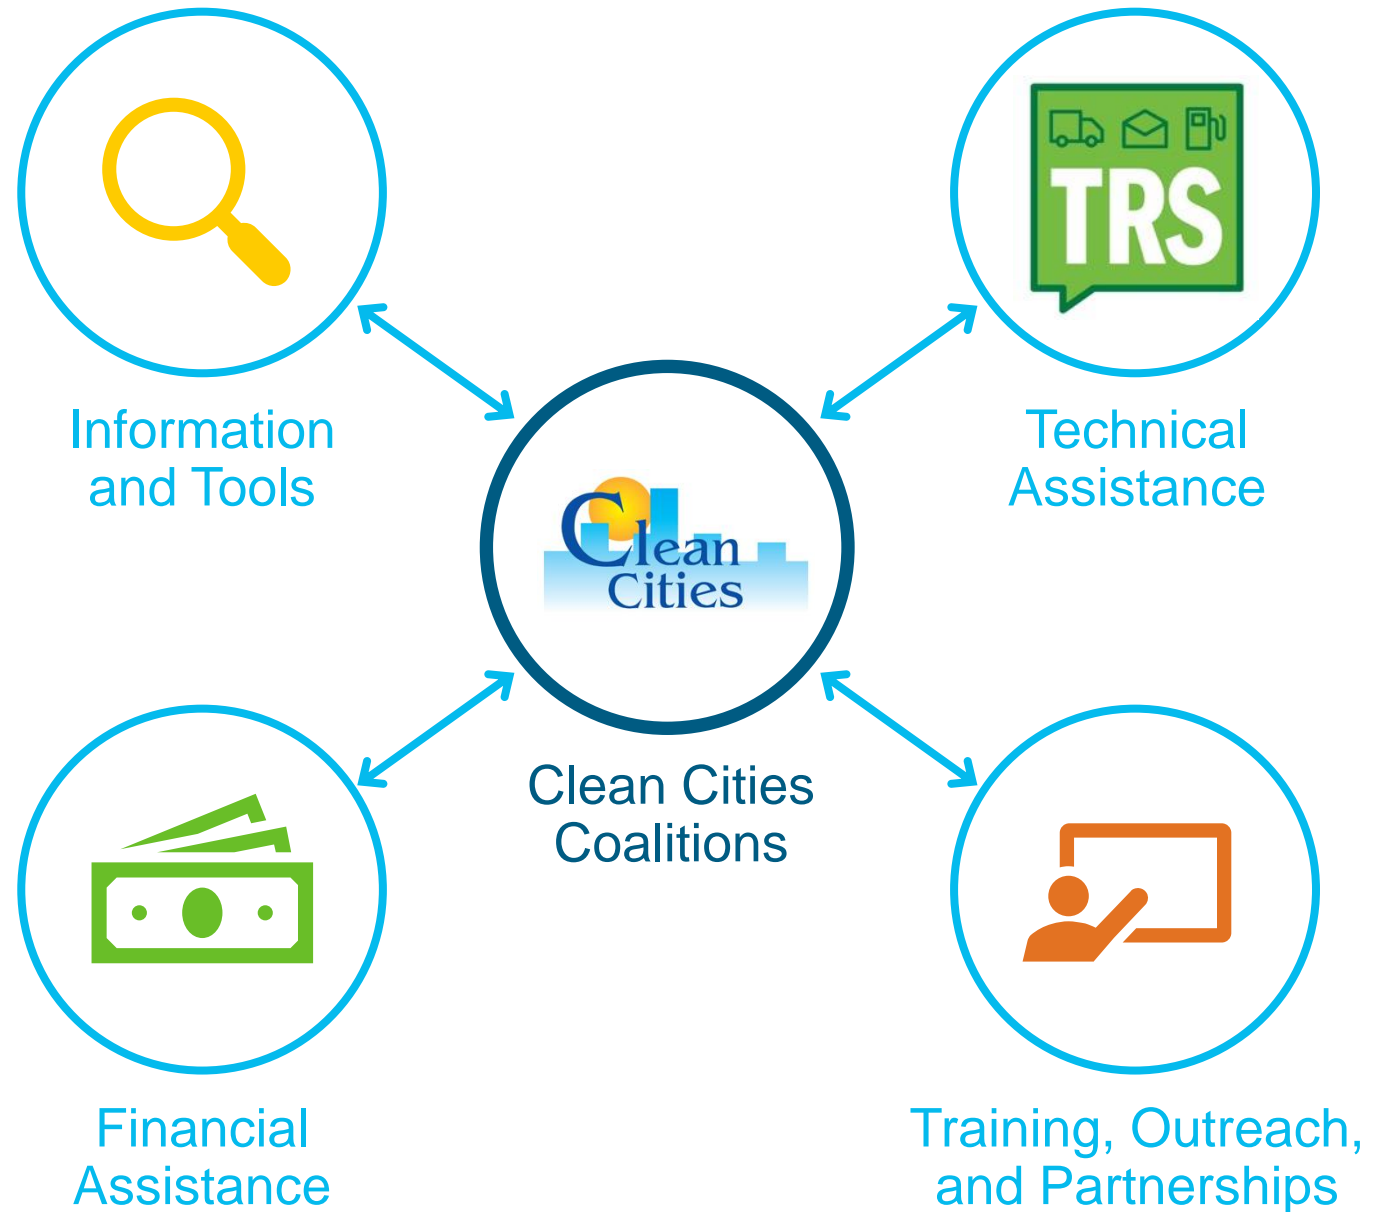 TRS
Information
and Tools
Technical
Assistance
Clean
Cities
Clean Cities
Coalitions
Financial
Assistance
Training, Outreach,
and Partnerships